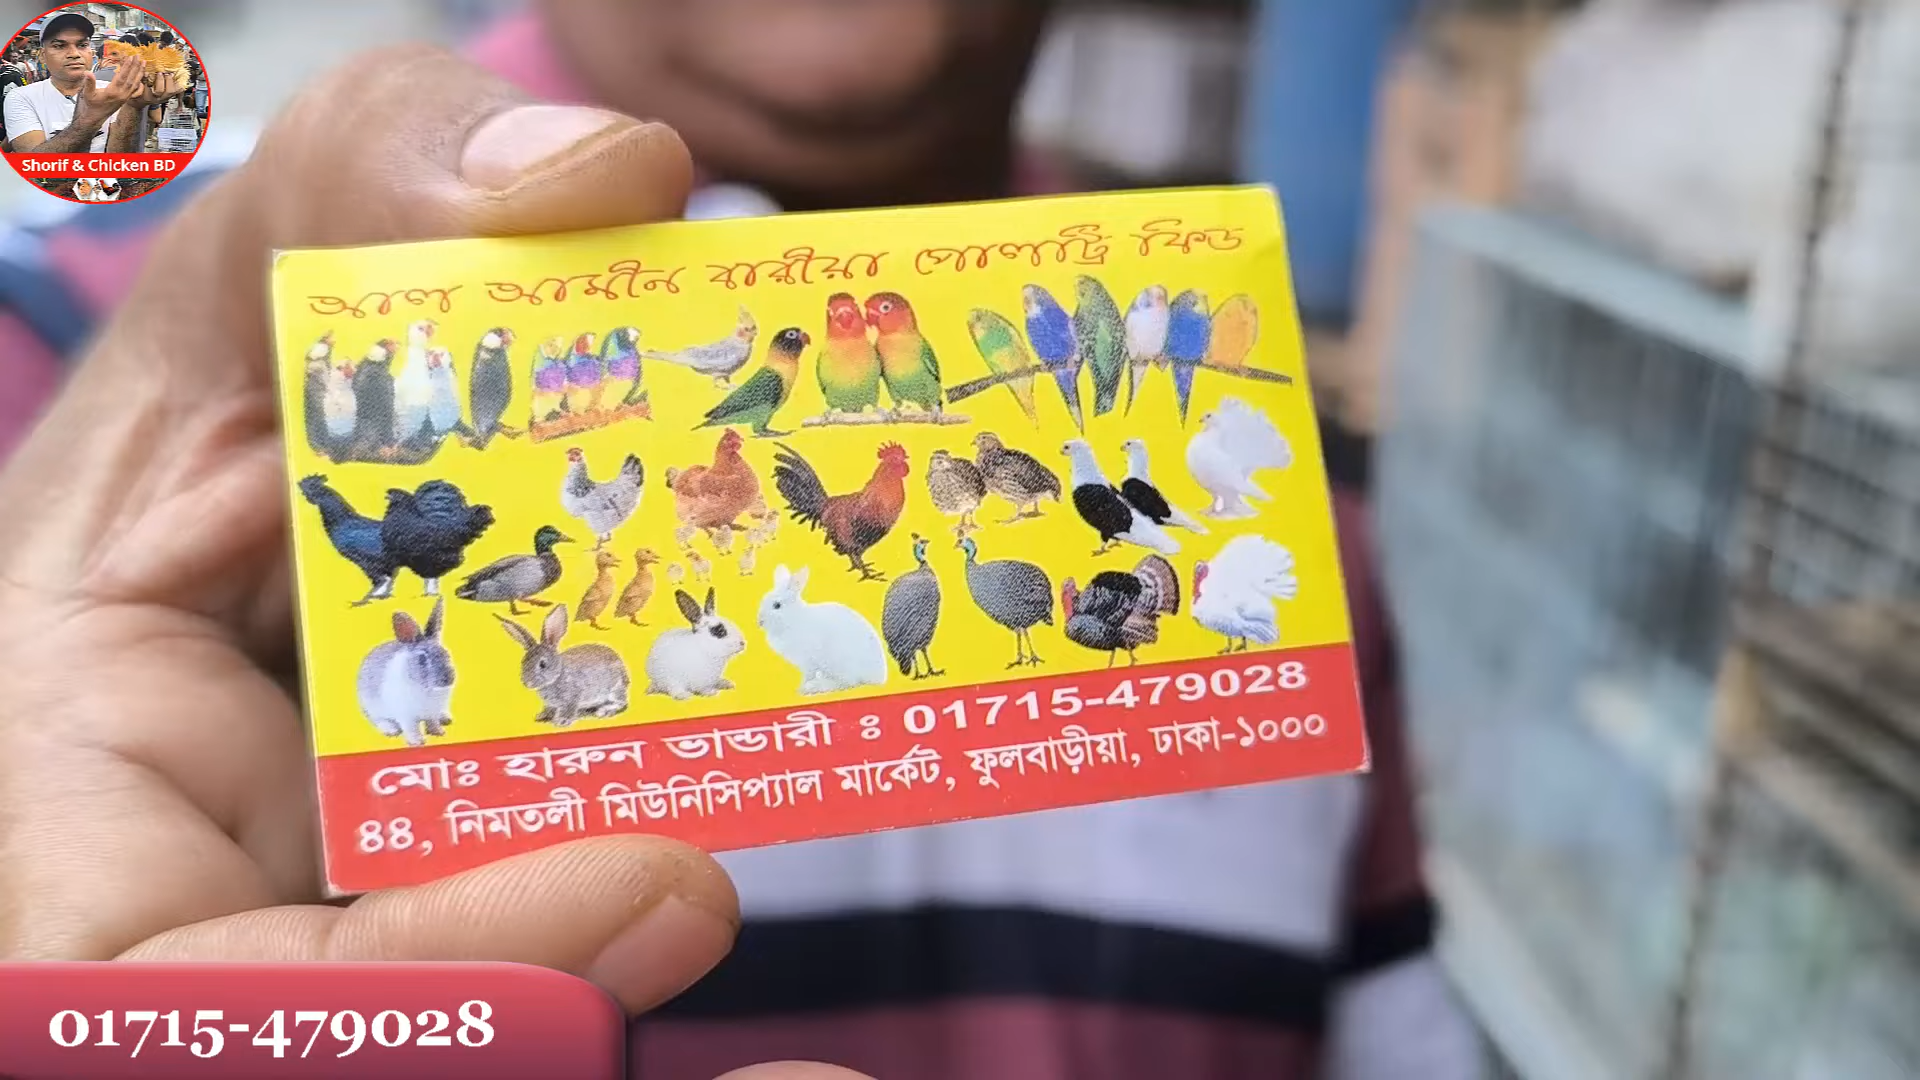 Shorif & Chicken BD
আল আমীন বারীয়া পোলট্রি ফিড
মোঃ হারুন ভান্ডারী ঃ 01715-479028
৪৪, নিমতলী মিউনিসিপ্যাল মার্কেট, ফুলবাড়ীয়া, ঢাকা-১০০০
01715-479028